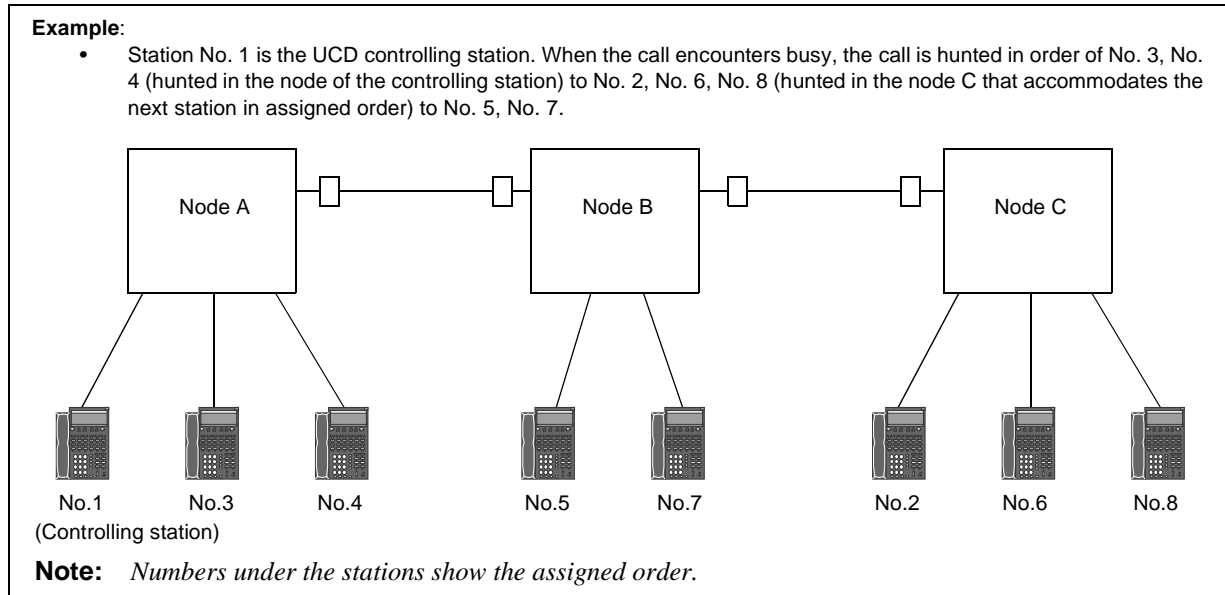 Example:
• Station No. 1 is the UCD controlling station. When the call encounters busy, the call is hunted in order of No. 3, No.
4 (hunted in the node of the controlling station) to No. 2, No. 6, No. 8 (hunted in the node C that accommodates the
next station in assigned order) to No. 5, No. 7.
Node A
Node B
Node C
No.1
No.3
No.4
No.5
No.7
No.2
No.6
No.8
(Controlling station)
Note: Numbers under the stations show the assigned order.